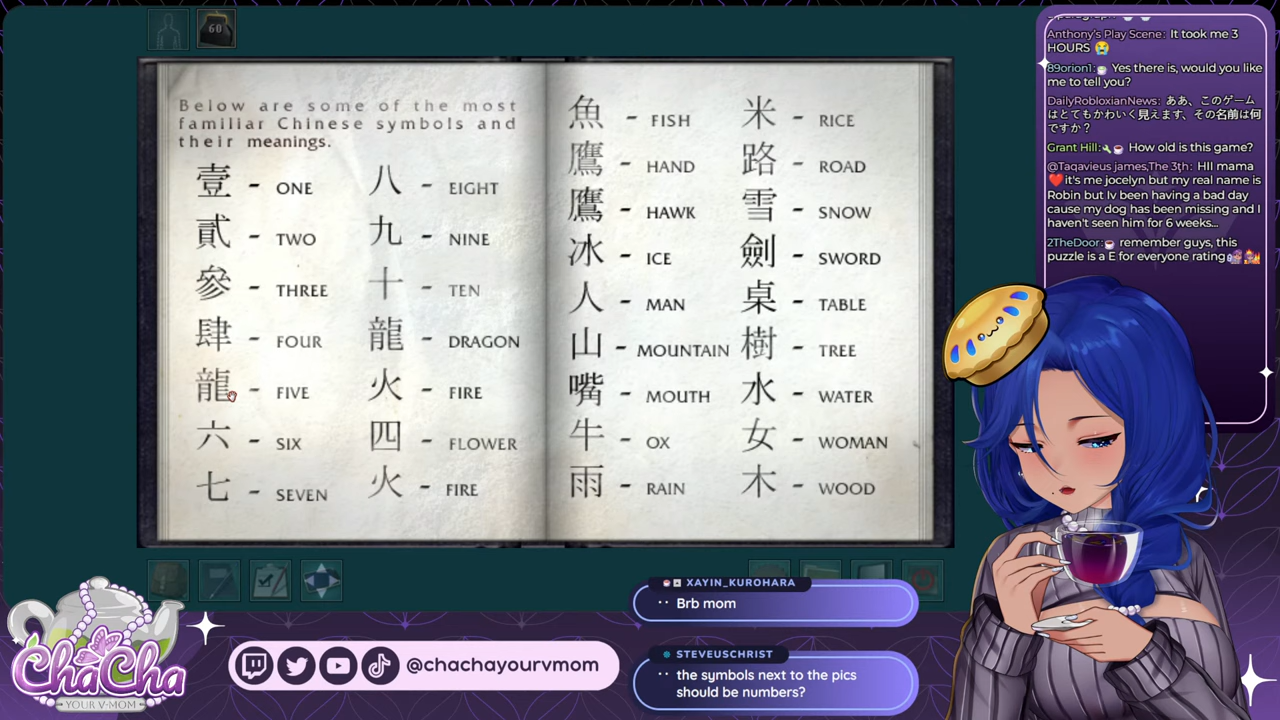 60
Below are some of the most
familiar Chinese symbols and
their meanings.
壹 - ONE
貳 - TWO
參 - THREE
肆 - FOUR
龍 - FIVE
六 - SIX
七 - SEVEN
八 - EIGHT
九 - NINE
十 - TEN
龍 - DRAGON
火 - FIRE
四 - FLOWER
火 - FIRE
魚 - FISH
鷹 - HAND
鷹 - HAWK
冰 - ICE
人 - MAN
山 - MOUNTAIN
嘴 - MOUTH
牛 - OX
雨 - RAIN
米 - RICE
路 - ROAD
雪 - SNOW
劍 - SWORD
桌 - TABLE
樹 - TREE
水 - WATER
女 - WOMAN
木 - WOOD
Anthony's Play Scene: It took me 3
HOURS 😭
89orion1: Yes there is, would you like
me to tell you?
DailyRobloxianNews: ああ、このゲーム
はとてもかわいく見えます、その名前は何
ですか？
Grant Hill: How old is this game?
@Taqavieus james,The 3th: HII mama
❤️it's me jocelyn but my real name is
Robin but Iv been having a bad day
cause my dog has been missing and I
haven't seen him for 6 weeks...
2TheDoor: remember guys, this
puzzle is a E for everyone rating
XAYIN_KUROHARA
Brb mom
STEVEUSCHRIST
the symbols next to the pics
should be numbers?
ChaCha
YOUR V-MOM
@chachayourvmom